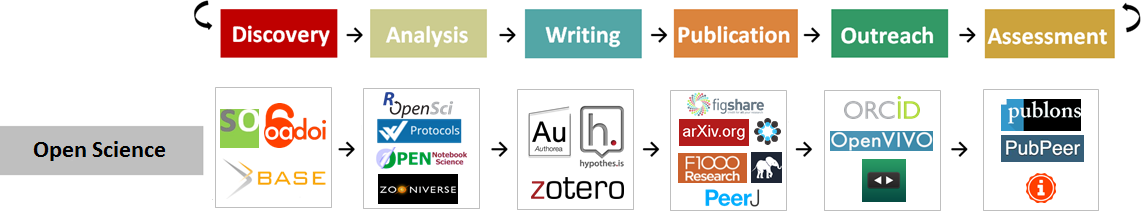 Discovery
Analysis
Writing
Publication
Outreach
Assessment
Open Science
SO
oadoi
BASE
ROpenSci
Protocols
OPEN Notebook
Science
ZOONIVERSE
Au
Authorea
h.
hypothes.is
zotero
figshare
arXiv.org
F1000
Research
PeerJ
ORCiD
OpenVIVO
publons
PubPeer
i